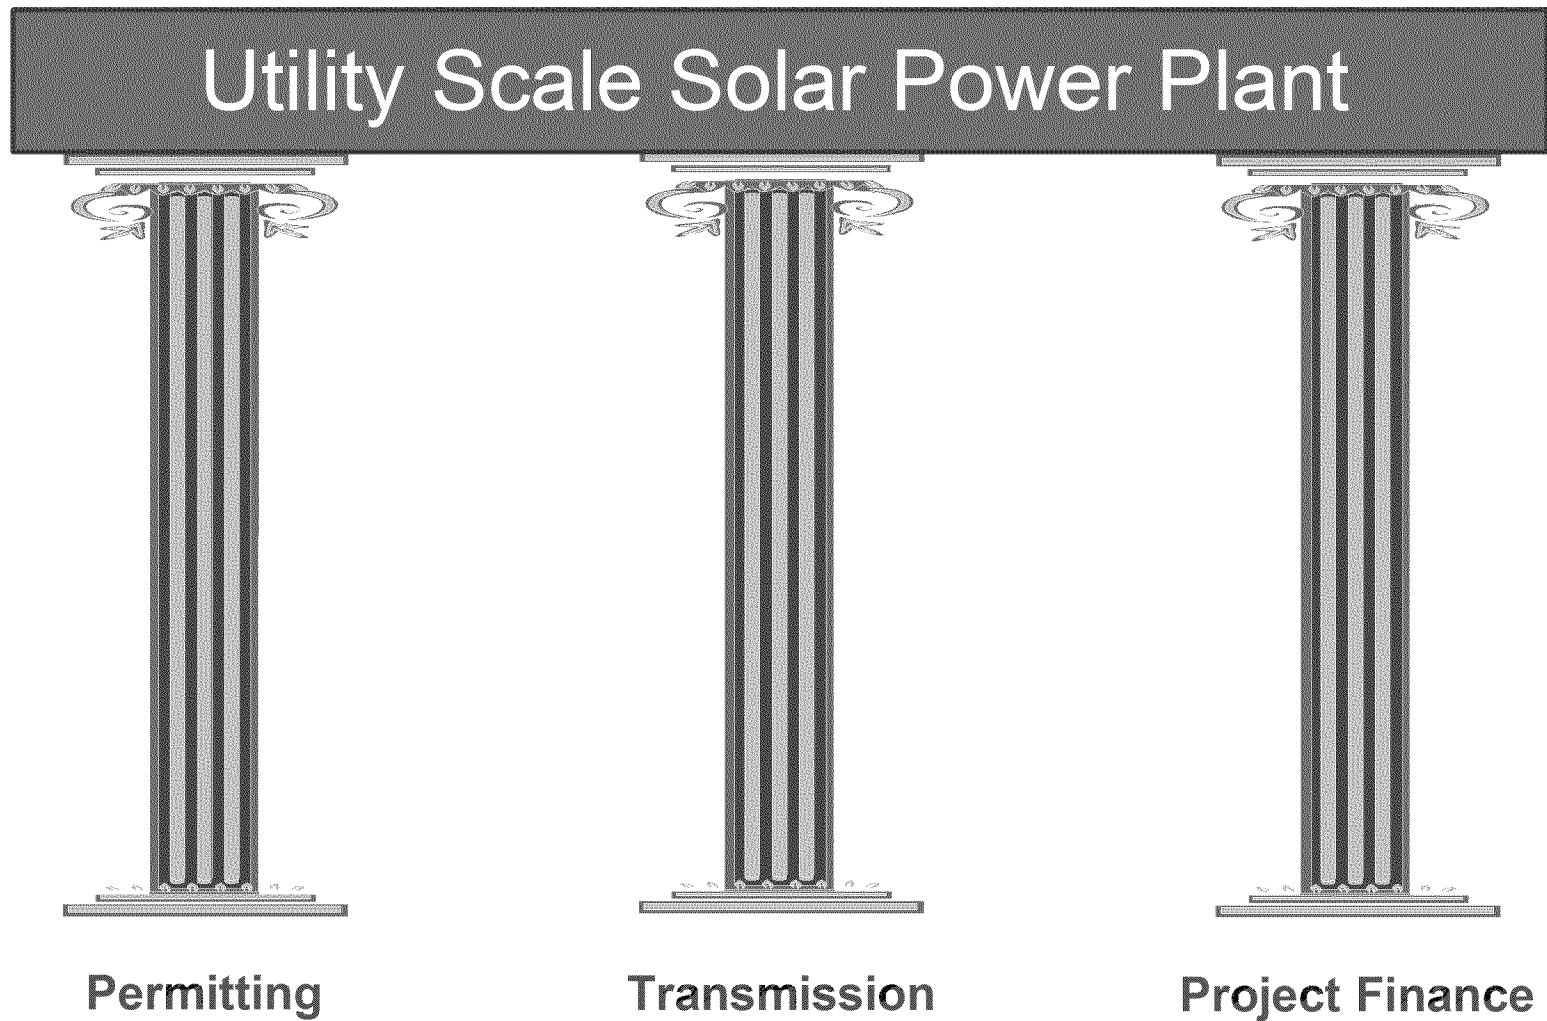 Utility Scale Solar Power Plant
Permitting
Transmission
Project Finance